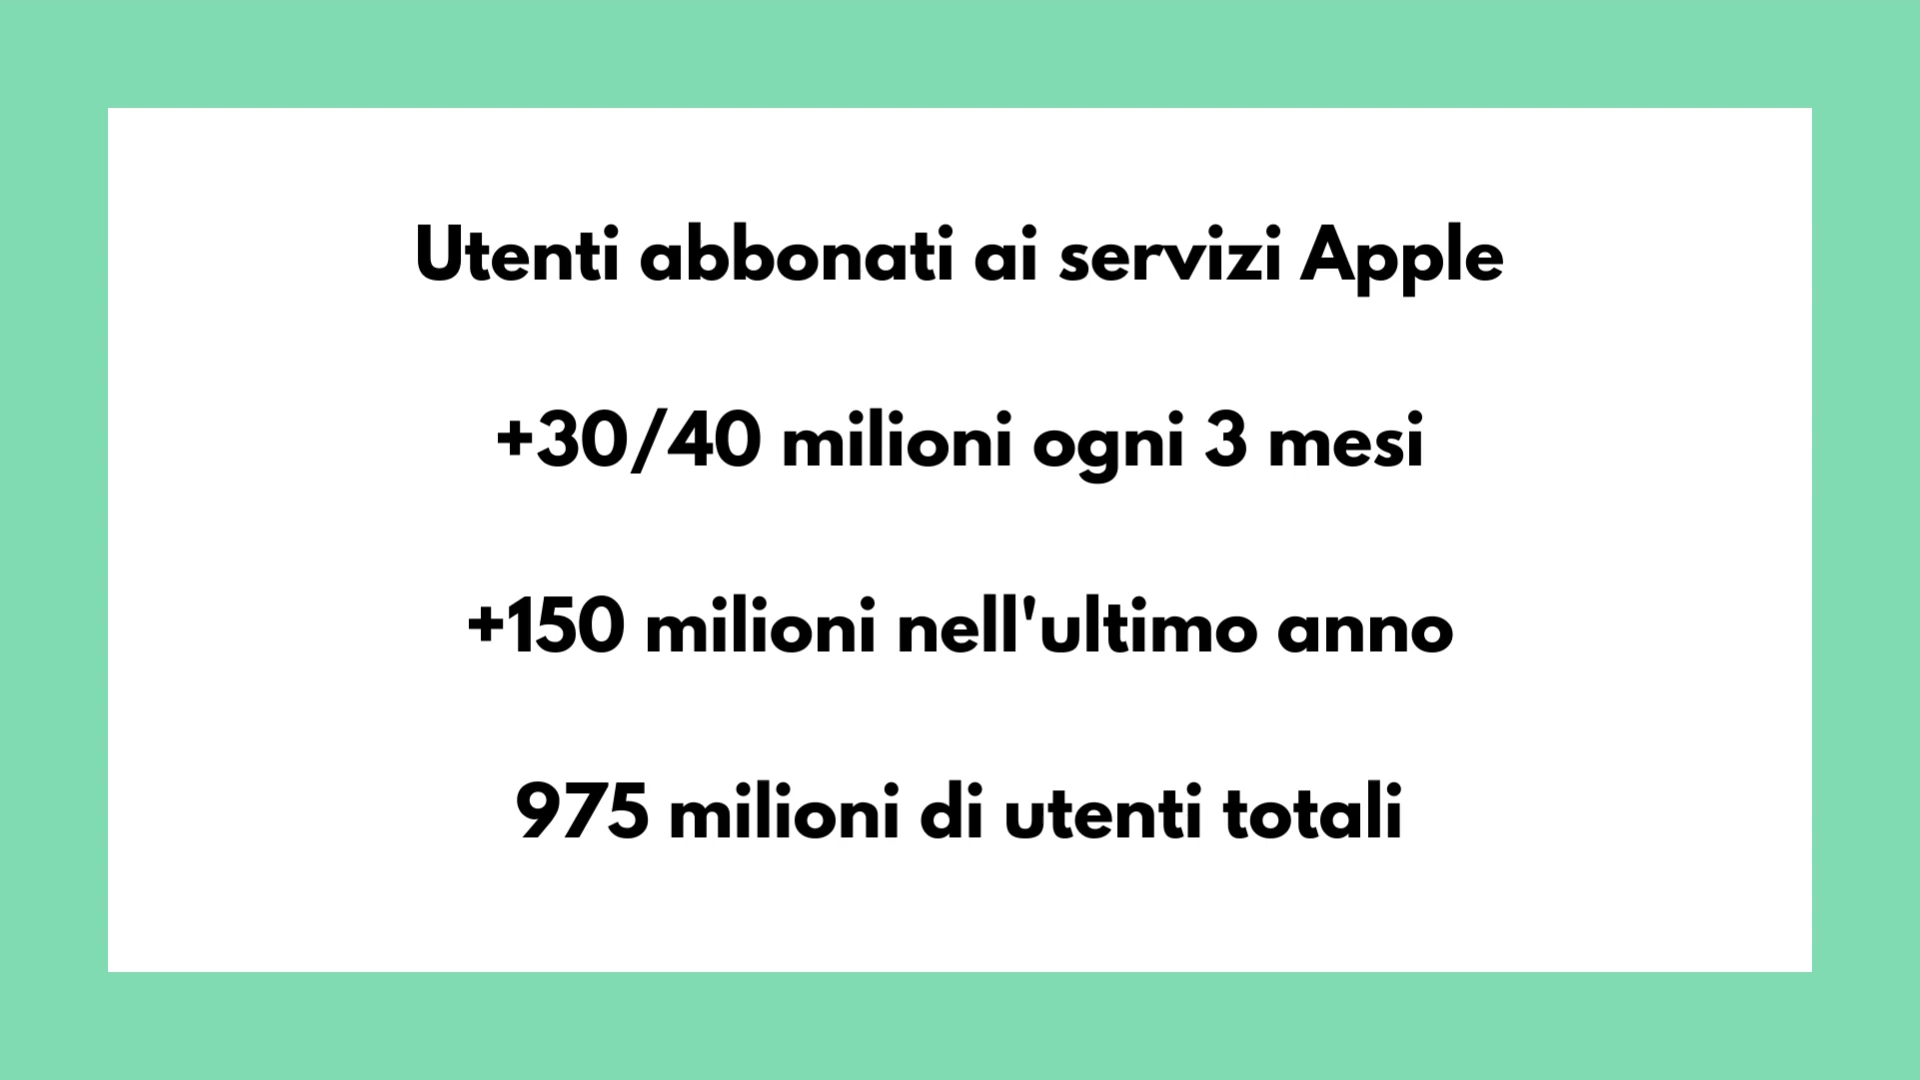 Utenti abbonati ai servizi Apple
+30/40 milioni ogni 3 mesi
+150 milioni nell'ultimo anno
975 milioni di utenti totali